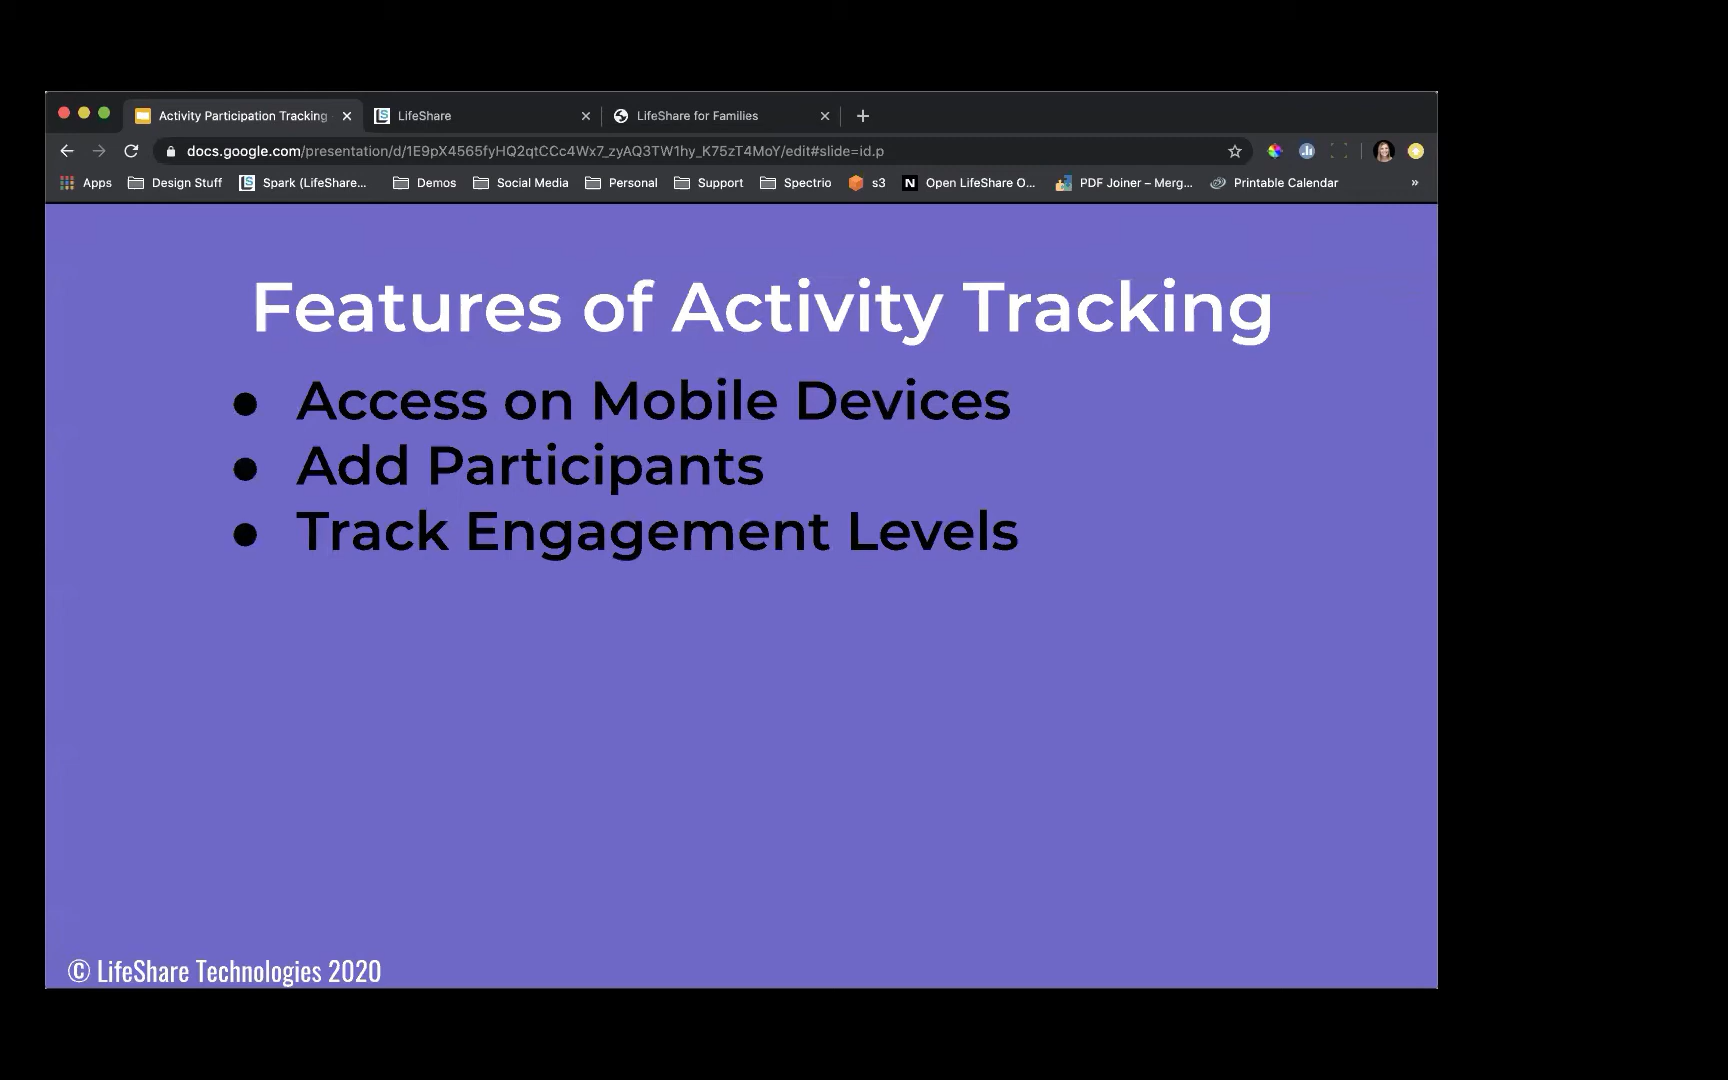 Activity Participation Tracking
LifeShare
LifeShare for Families
docs.google.com/presentation/d/1E9pX4565fyHQ2qtCCc4Wx7_zyAQ3TW1hy_K75zT4MoY/edit#slide=id.p
Apps Design Stuff Spark (LifeShare... Demos Social Media Personal Support Spectrio s3 Open LifeShare O... PDF Joiner – Merg... Printable Calendar »
Features of Activity Tracking
● Access on Mobile Devices
● Add Participants
● Track Engagement Levels
© LifeShare Technologies 2020